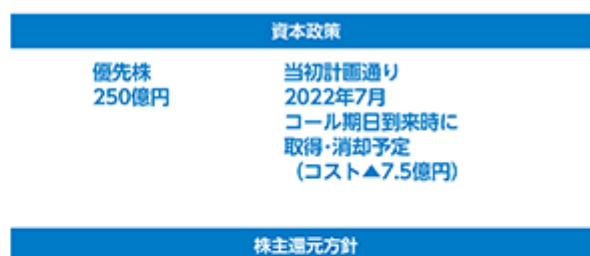 資本政策
優先株
250億円
当初計画通り
2022年7月
コール期日到来時に
取得・消却予定
(コスト▲7.5億円)
株主還元方針